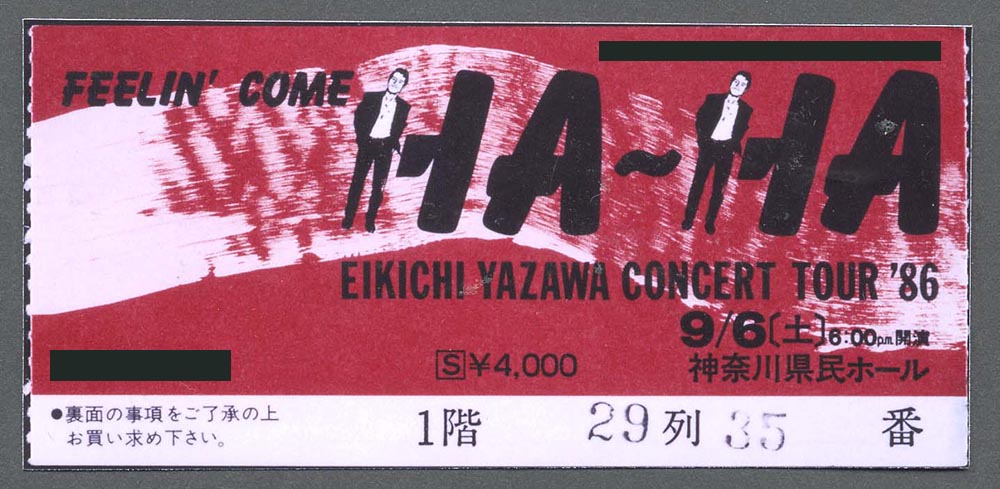 FEELIN' COME HA~HA
EIKICHI YAZAWA CONCERT TOUR '86
9/6〔土〕6:00p.m.開演
S ¥4,000 神奈川県民ホール
●裏面の事項をご了承の上
お買い求め下さい。
1階 29列 35 番